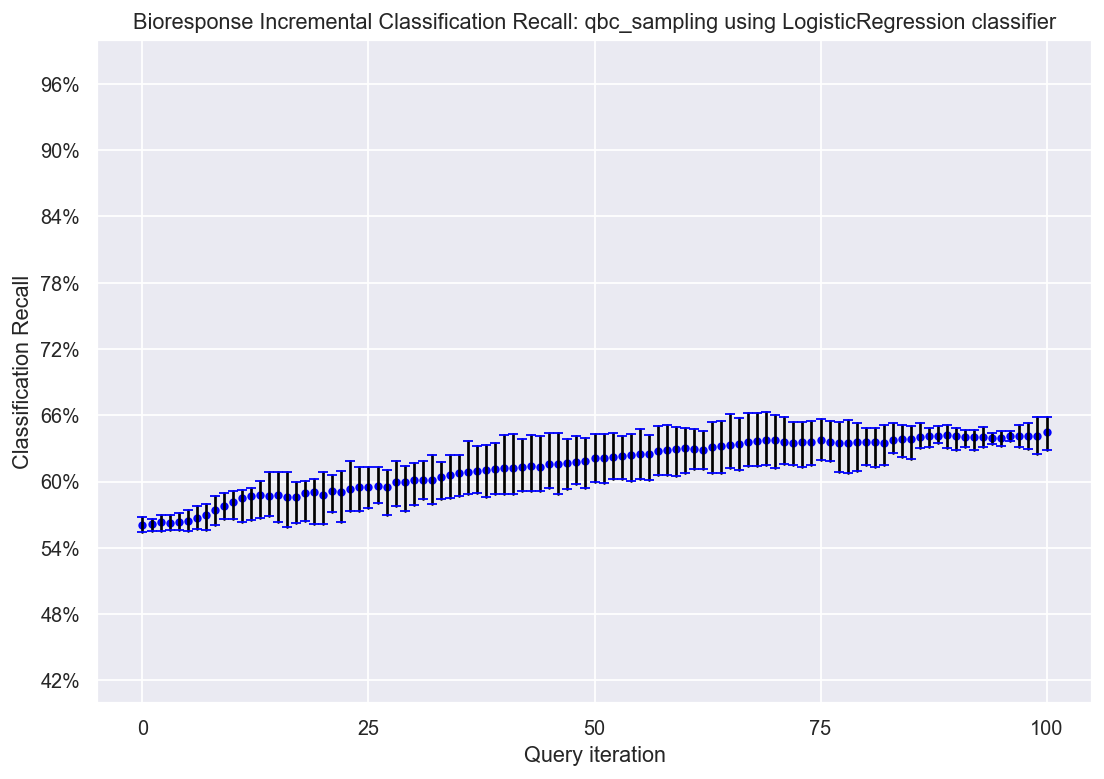 Bioresponse Incremental Classification Recall: qbc_sampling using LogisticRegression classifier
96%
90%
84%
78%
72%
66%
60%
54%
48%
42%
Classification Recall
0 25 50 75 100
Query iteration